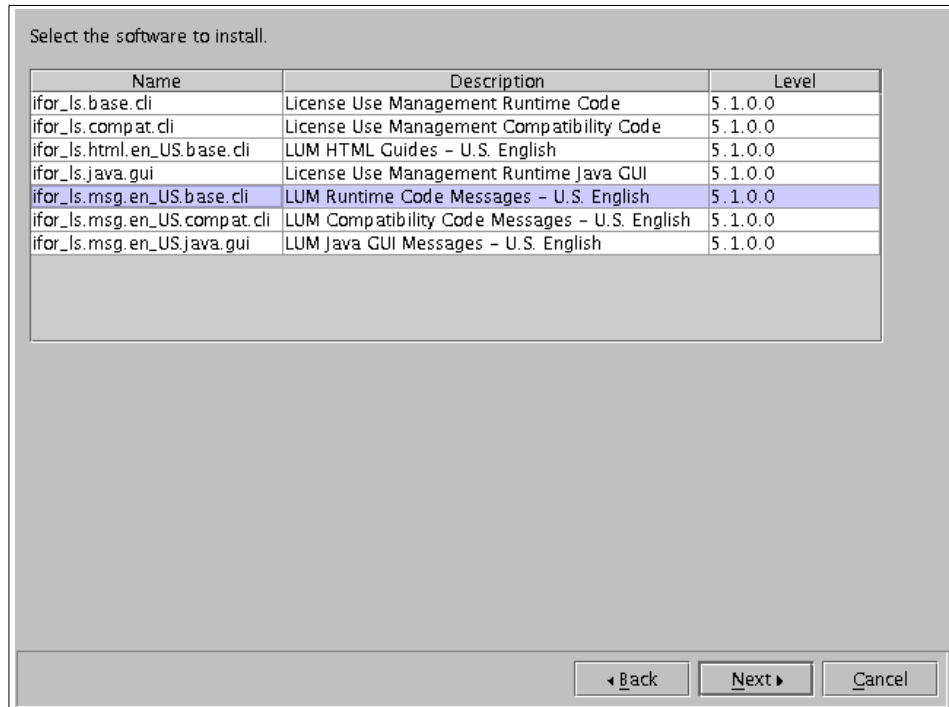 Select the software to install.
Name Description Level
ifor_ls.base.cli License Use Management Runtime Code 5.1.0.0
ifor_ls.compat.cli License Use Management Compatibility Code 5.1.0.0
ifor_ls.html.en_US.base.cli LUM HTML Guides – U.S. English 5.1.0.0
ifor_ls.java.gui License Use Management Runtime Java GUI 5.1.0.0
ifor_ls.msg.en_US.base.cli LUM Runtime Code Messages – U.S. English 5.1.0.0
ifor_ls.msg.en_US.compat.cli LUM Compatibility Code Messages – U.S. English 5.1.0.0
ifor_ls.msg.en_US.java.gui LUM Java GUI Messages – U.S. English 5.1.0.0
Back Next Cancel